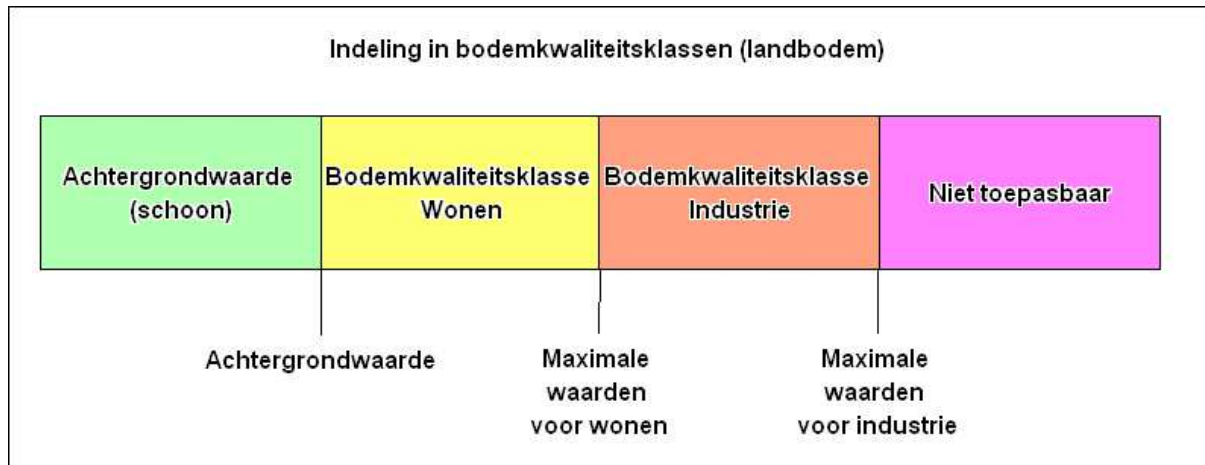 Indeling in bodemkwaliteitsklassen (landbodem)
Achtergrondwaarde
(schoon)
Bodemkwaliteitsklasse
Wonen
Bodemkwaliteitsklasse
Industrie
Niet toepasbaar
Achtergrondwaarde
Maximale
waarden
voor wonen
Maximale
waarden
voor industrie